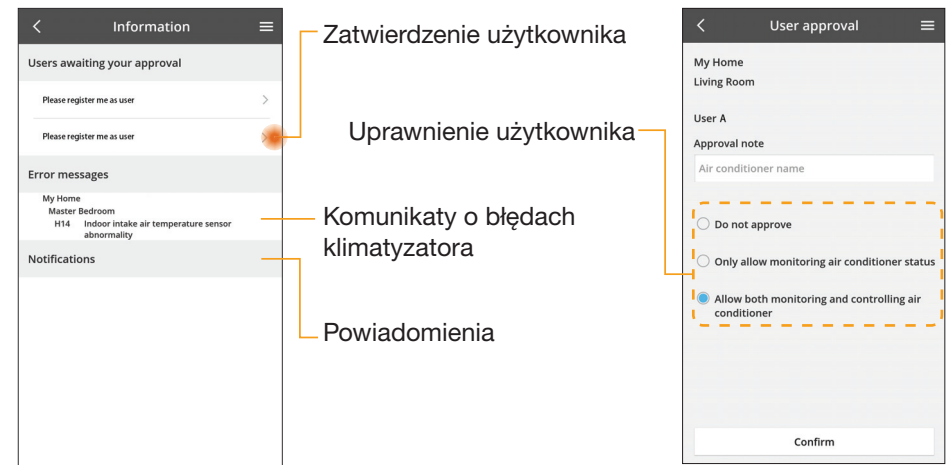 Information
Users awaiting your approval
Please register me as user
Please register me as user
Error messages
My Home
Master Bedroom
H14 Indoor intake air temperature sensor
abnormality
Notifications
Zatwierdzenie użytkownika
Uprawnienie użytkownika
Komunikaty o błędach
klimatyzatora
Powiadomienia
User approval
My Home
Living Room
User A
Approval note
Air conditioner name
Do not approve
Only allow monitoring air conditioner status
Allow both monitoring and controlling air
conditioner
Confirm